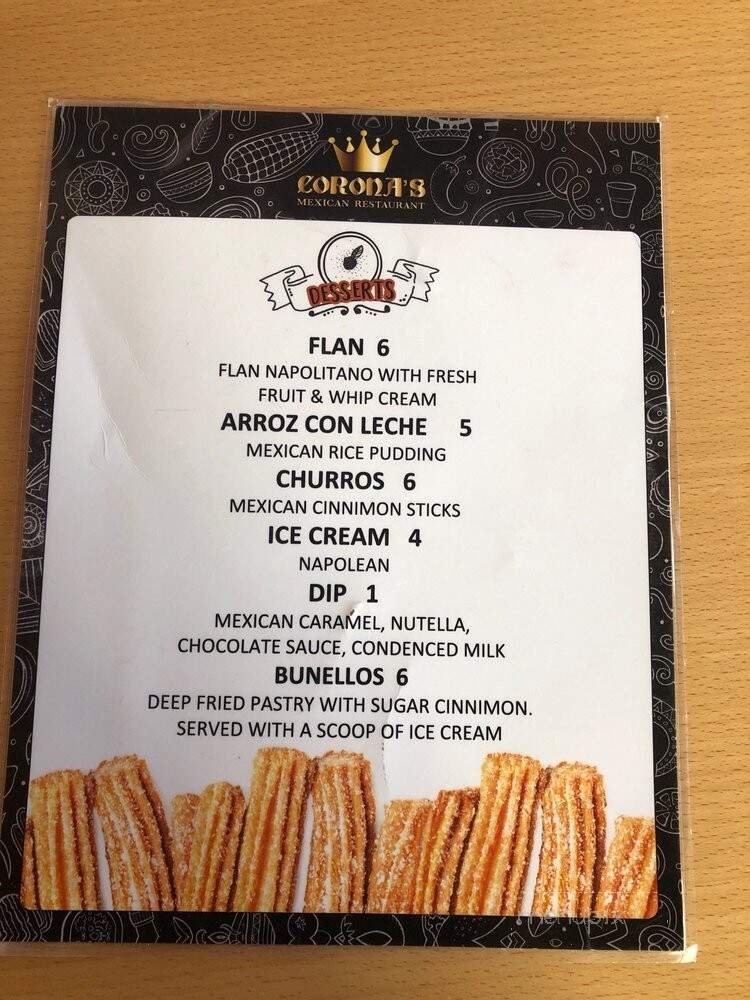 CORONA'S
MEXICAN RESTAURANT
DESSERTS
FLAN 6
FLAN NAPOLITANO WITH FRESH
FRUIT & WHIP CREAM
ARROZ CON LECHE 5
MEXICAN RICE PUDDING
CHURROS 6
MEXICAN CINNIMON STICKS
ICE CREAM 4
NAPOLEAN
DIP 1
MEXICAN CARAMEL, NUTELLA,
CHOCOLATE SAUCE, CONDENCED MILK
BUNELLOS 6
DEEP FRIED PASTRY WITH SUGAR CINNIMON.
SERVED WITH A SCOOP OF ICE CREAM